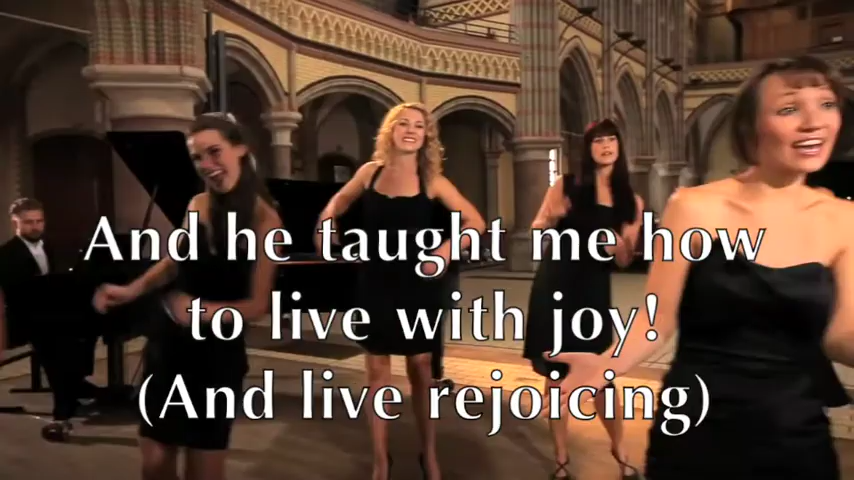 And he taught me how
to live with joy!
(And live rejoicing)